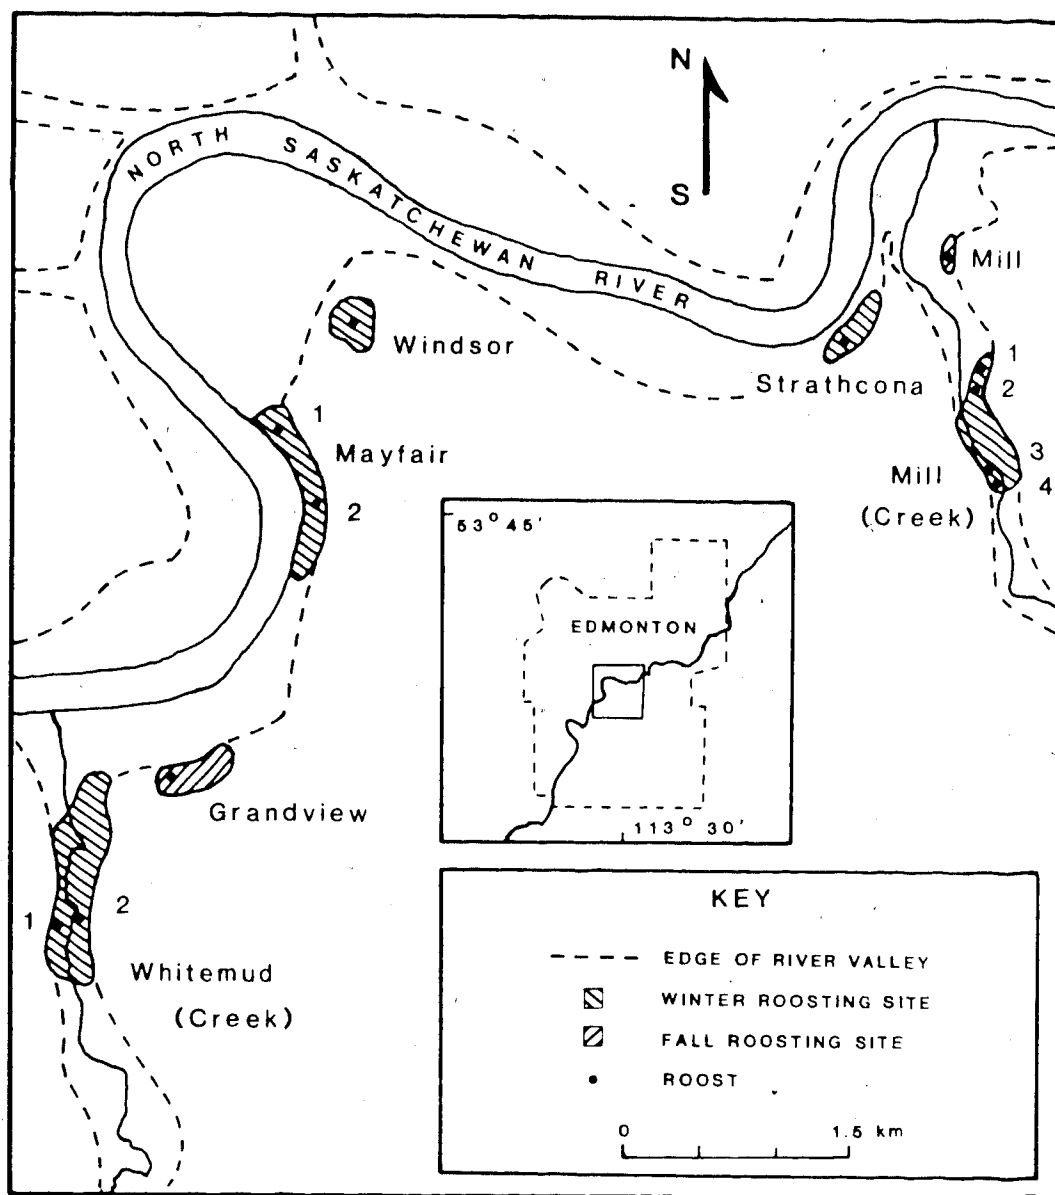 N
S
NORTH SASKATCHEWAN RIVER
Mill
Windsor
Strathcona
1
2
3
4
Mill
(Creek)
1
Mayfair
2
53° 45'
EDMONTON
113° 30'
Grandview
1
2
Whitemud
(Creek)
KEY
EDGE OF RIVER VALLEY
WINTER ROOSTING SITE
FALL ROOSTING SITE
ROOST
0 1.5 km